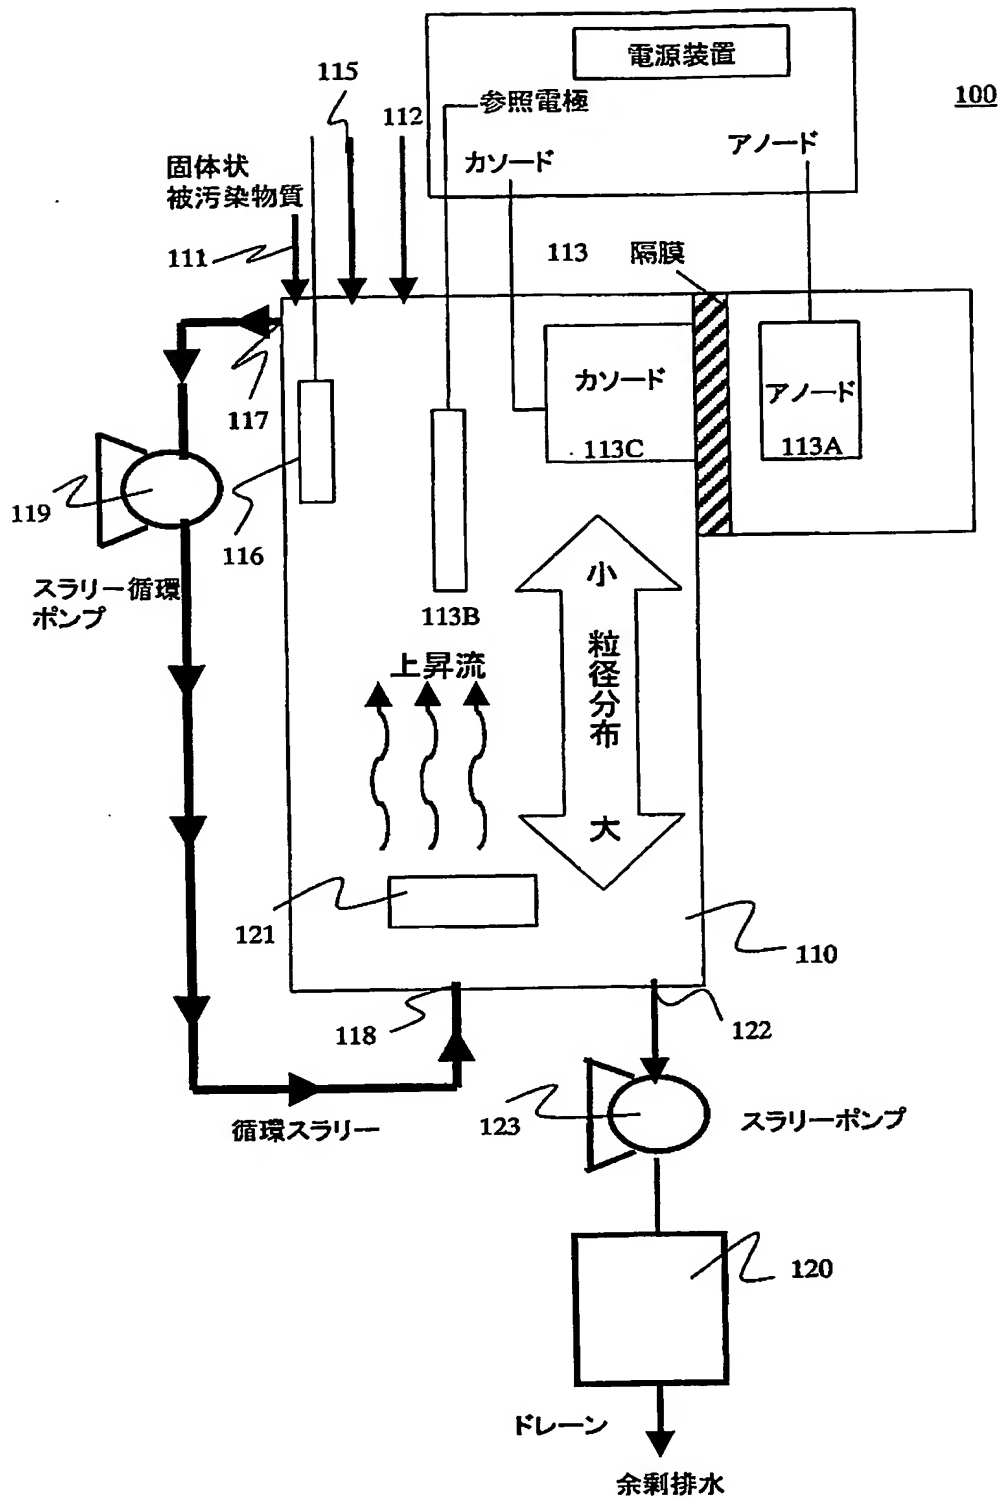 電源装置
100
115
112
参照電極
カソード
アノード
固体状
被汚染物質
111
113
隔膜
117
カソード
113C
アノード
113A
119
116
スラリー循環
ポンプ
113B
小
粒径分布
大
上昇流
121
110
118
122
循環スラリー
123
スラリーポンプ
120
ドレーン
余剰排水